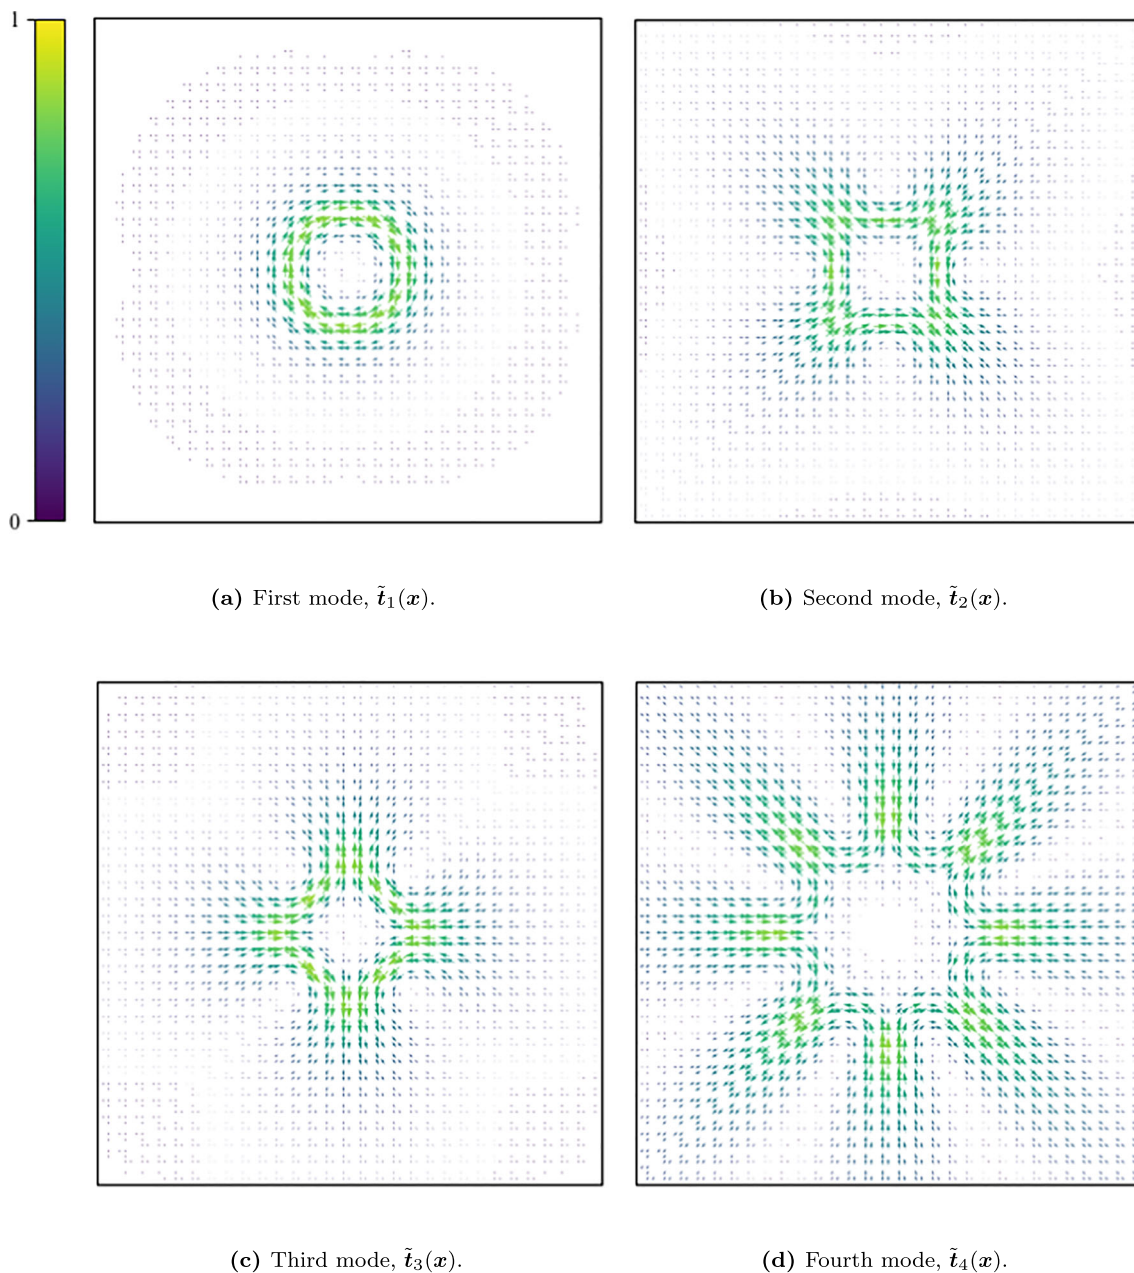 1
0
(a) First mode, t̃₁(x).
(b) Second mode, t̃₂(x).
(c) Third mode, t̃₃(x).
(d) Fourth mode, t̃₄(x).